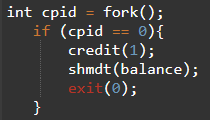 int cpid = fork();
if (cpid == 0){
credit(1);
shmdt(balance);
exit(0);
}